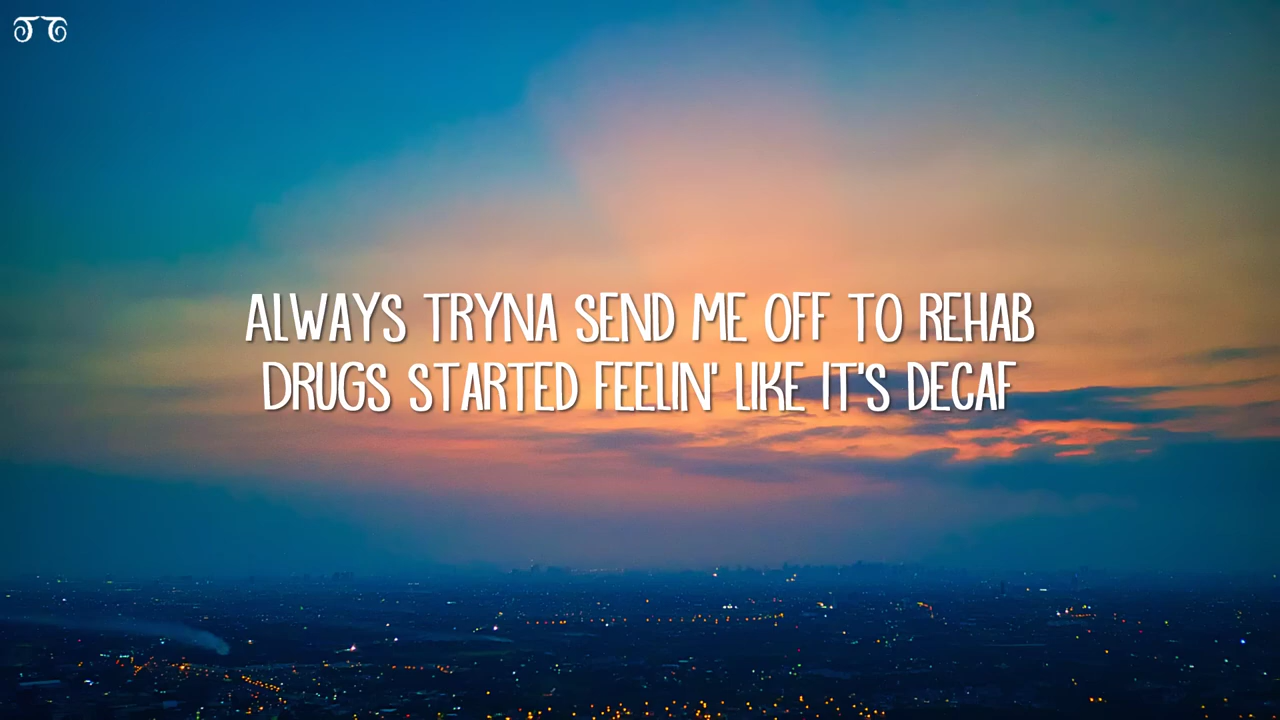 ALWAYS TRYNA SEND ME OFF TO REHAB
DRUGS STARTED FEELIN' LIKE IT'S DECAF